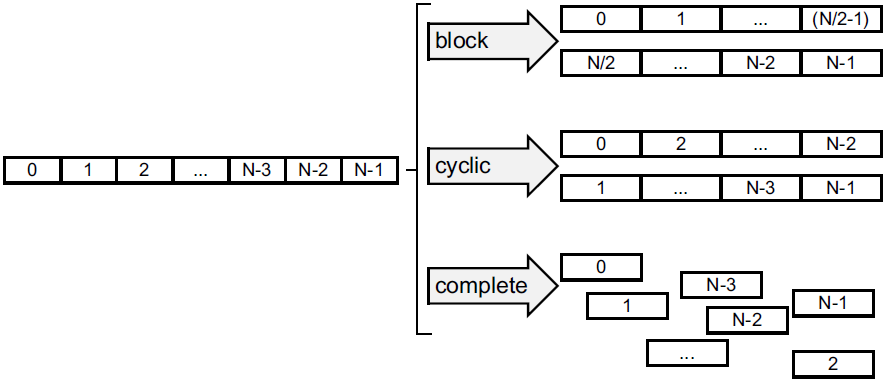 0 1 2 ... N-3 N-2 N-1
block
0 1 ... (N/2-1)
N/2 ... N-2 N-1
cyclic
0 2 ... N-2
1 ... N-3 N-1
complete
0
N-3
1
N-1
N-2
...
2